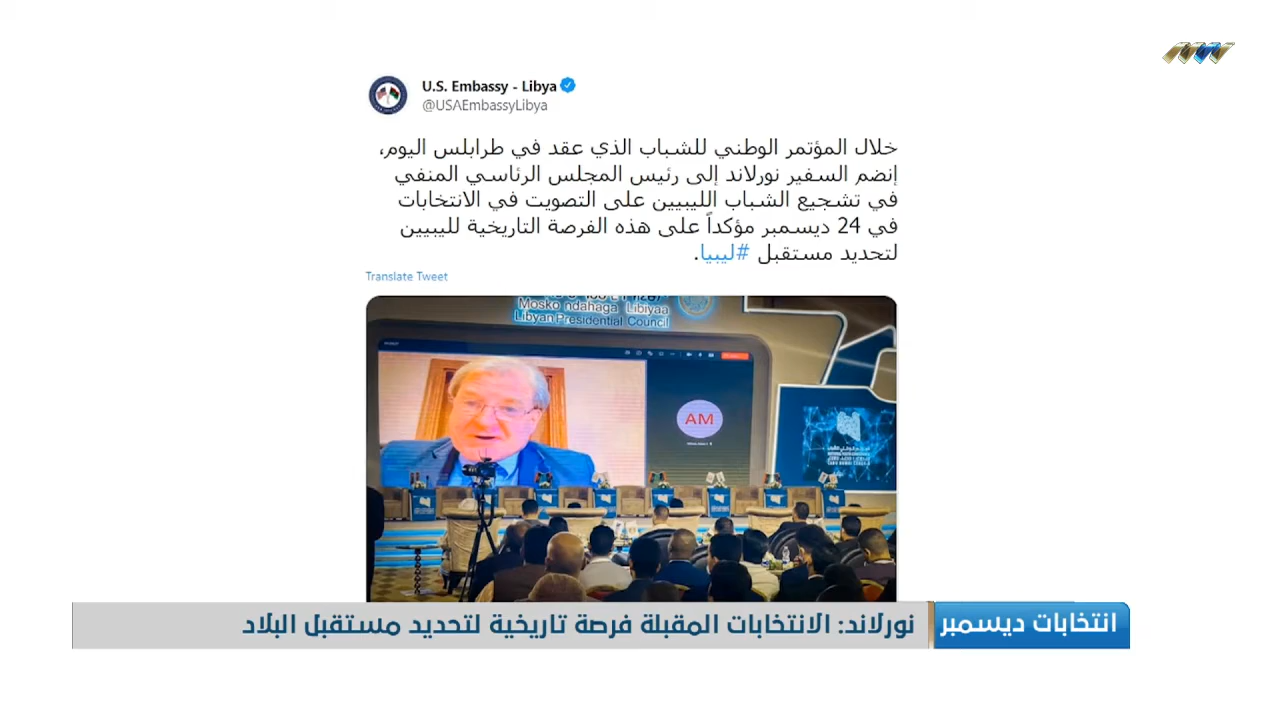 U.S. Embassy - Libya
@USAEmbassyLibya
خلال المؤتمر الوطني للشباب الذي عقد في طرابلس اليوم،
إنضم السفير نورلاند إلى رئيس المجلس الرئاسي المنفي
في تشجيع الشباب الليبيين على التصويت في الانتخابات
في 24 ديسمبر مؤكداً على هذه الفرصة التاريخية لليبيين
لتحديد مستقبل #ليبيا.
Translate Tweet
Mosko ndahaga Libiyaa
Libyan Presidential Council
AM
انتخابات ديسمبر
نورلاند: الانتخابات المقبلة فرصة تاريخية لتحديد مستقبل البلاد